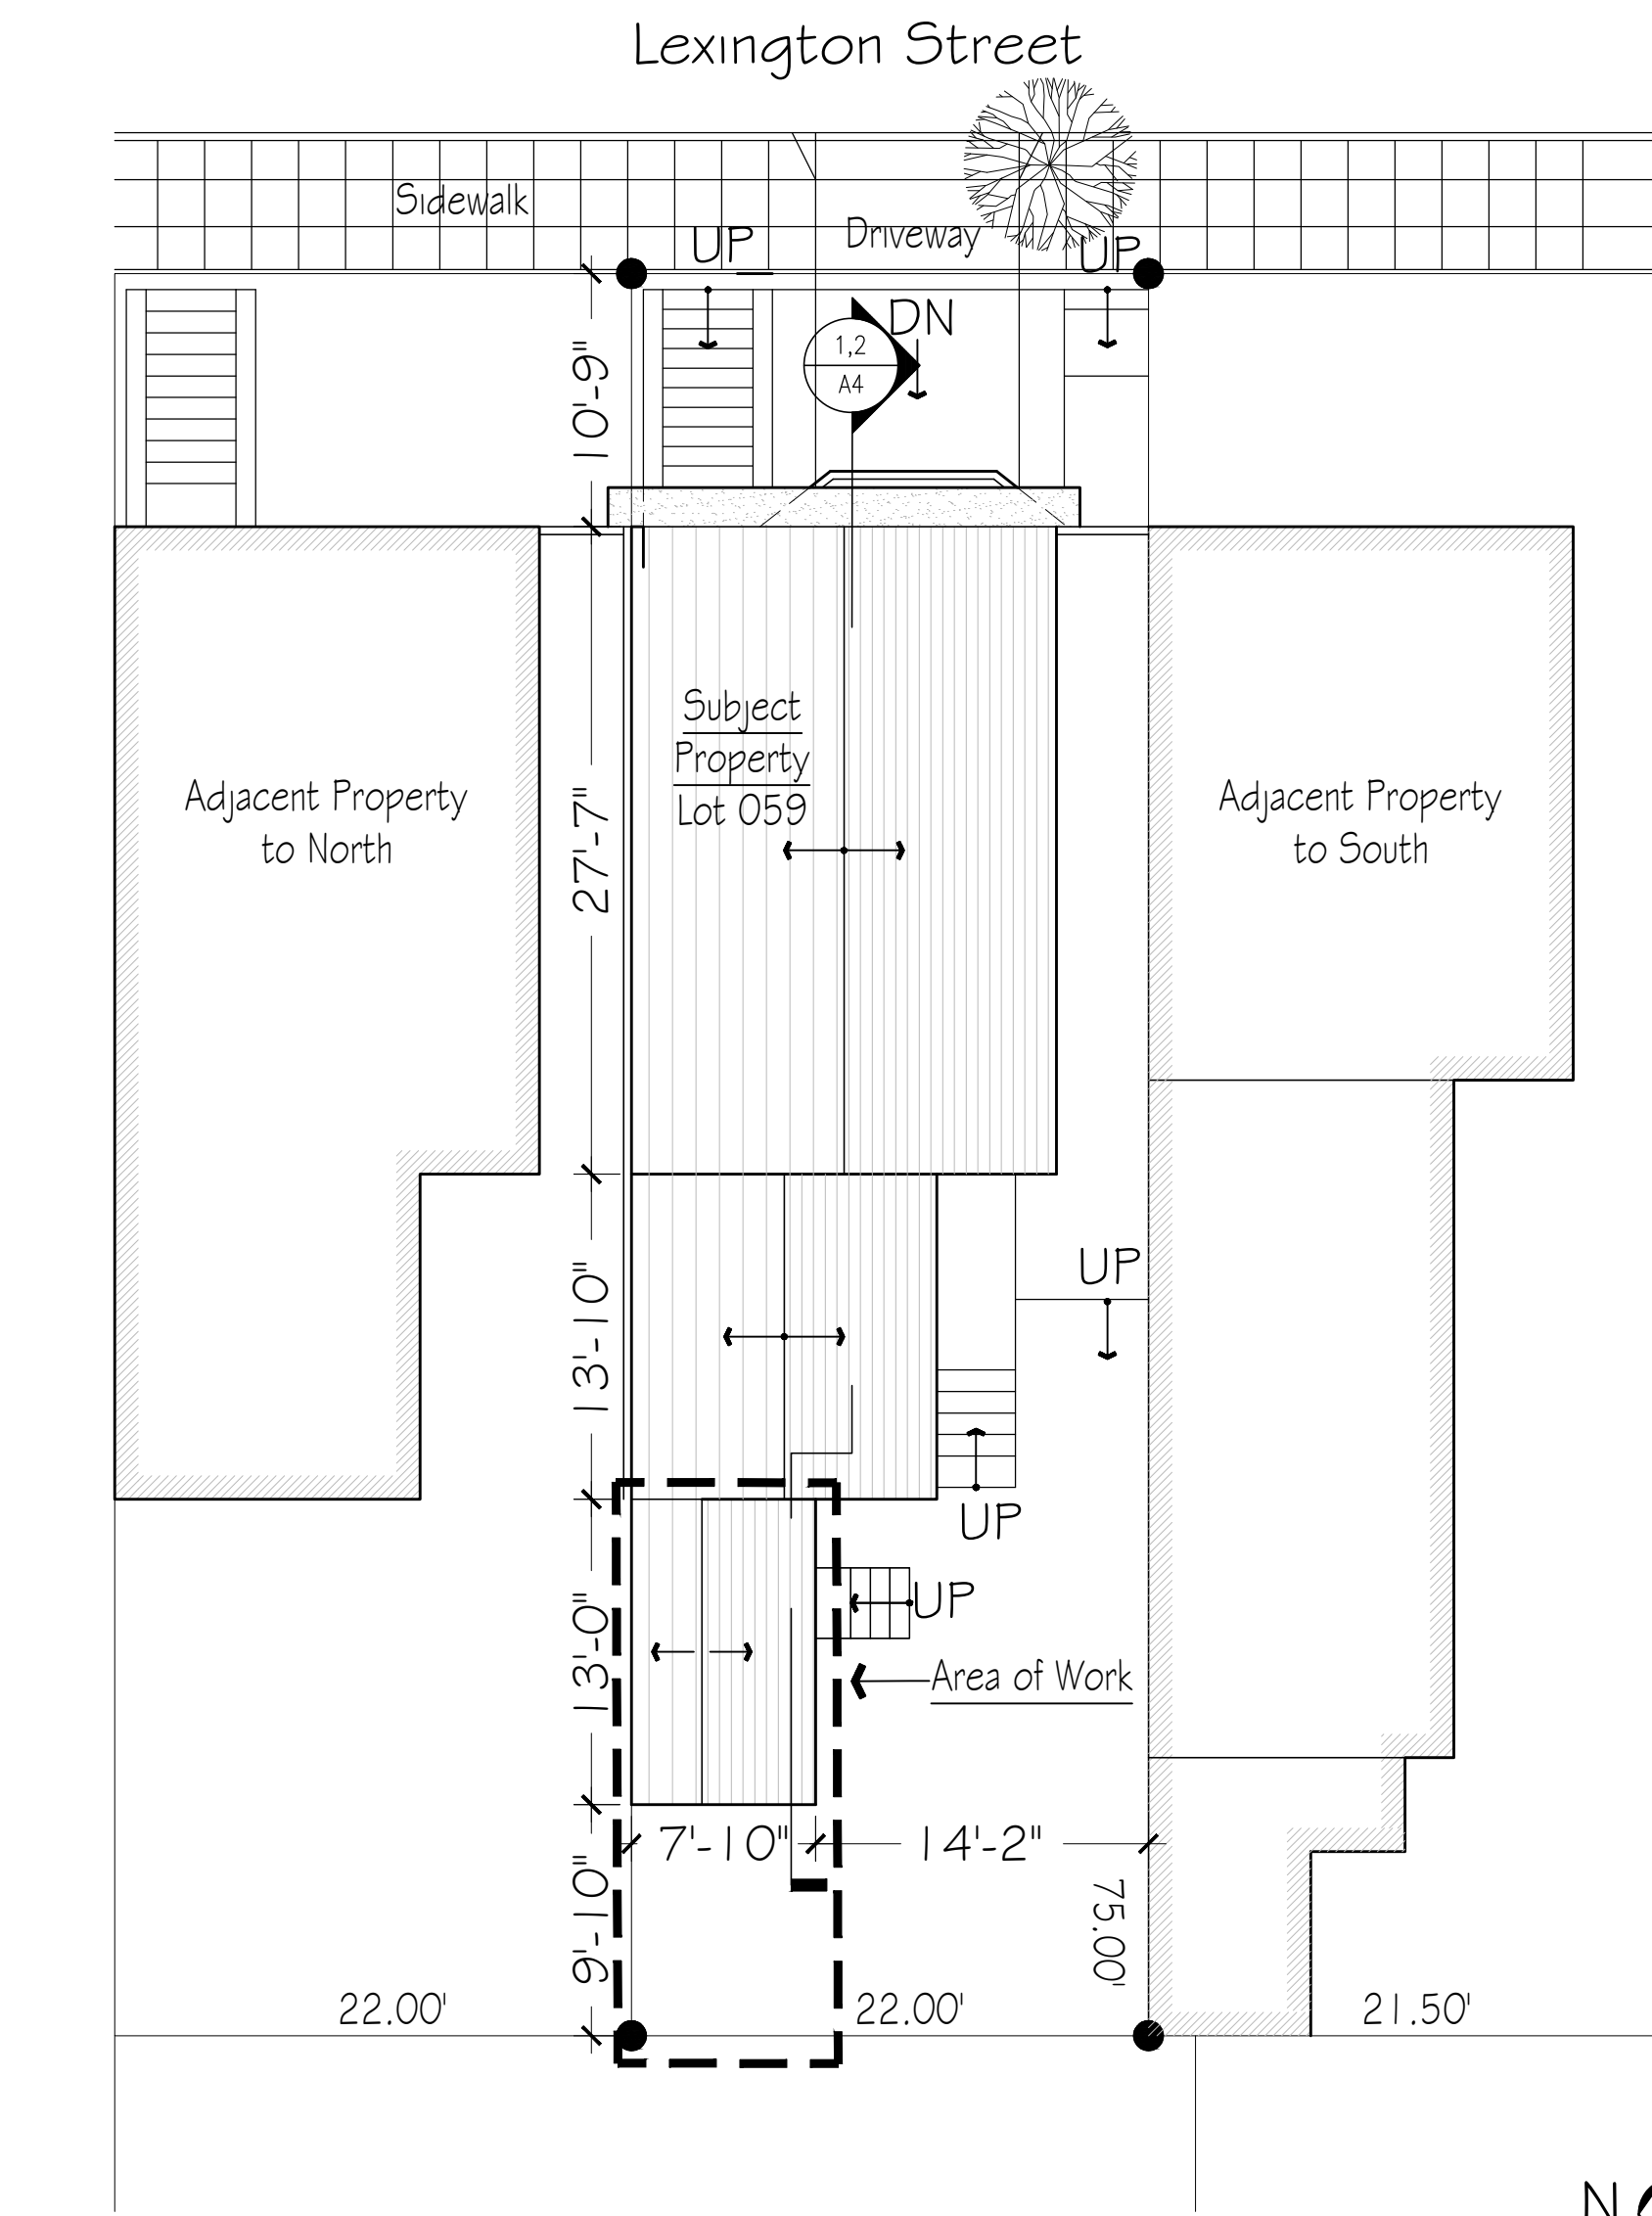 Lexington Street
Sidewalk
UP
Driveway
UP
DN
1,2
A4
10'-9"
Subject
Property
Lot 059
Adjacent Property
to North
27'-7"
Adjacent Property
to South
UP
13'-10"
UP
UP
13'-0"
Area of Work
7'-10"
14'-2"
9'-10"
75.00'
22.00'
22.00'
21.50'
N